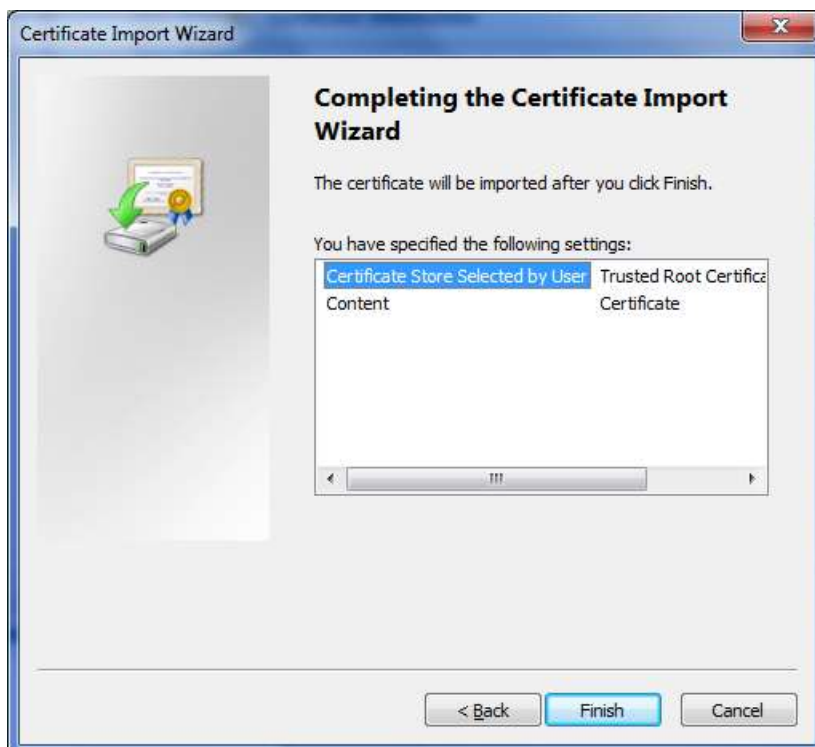 Certificate Import Wizard
Completing the Certificate Import
Wizard
The certificate will be imported after you click Finish.
You have specified the following settings:
Certificate Store Selected by User Trusted Root Certifica
Content Certificate
< Back Finish Cancel